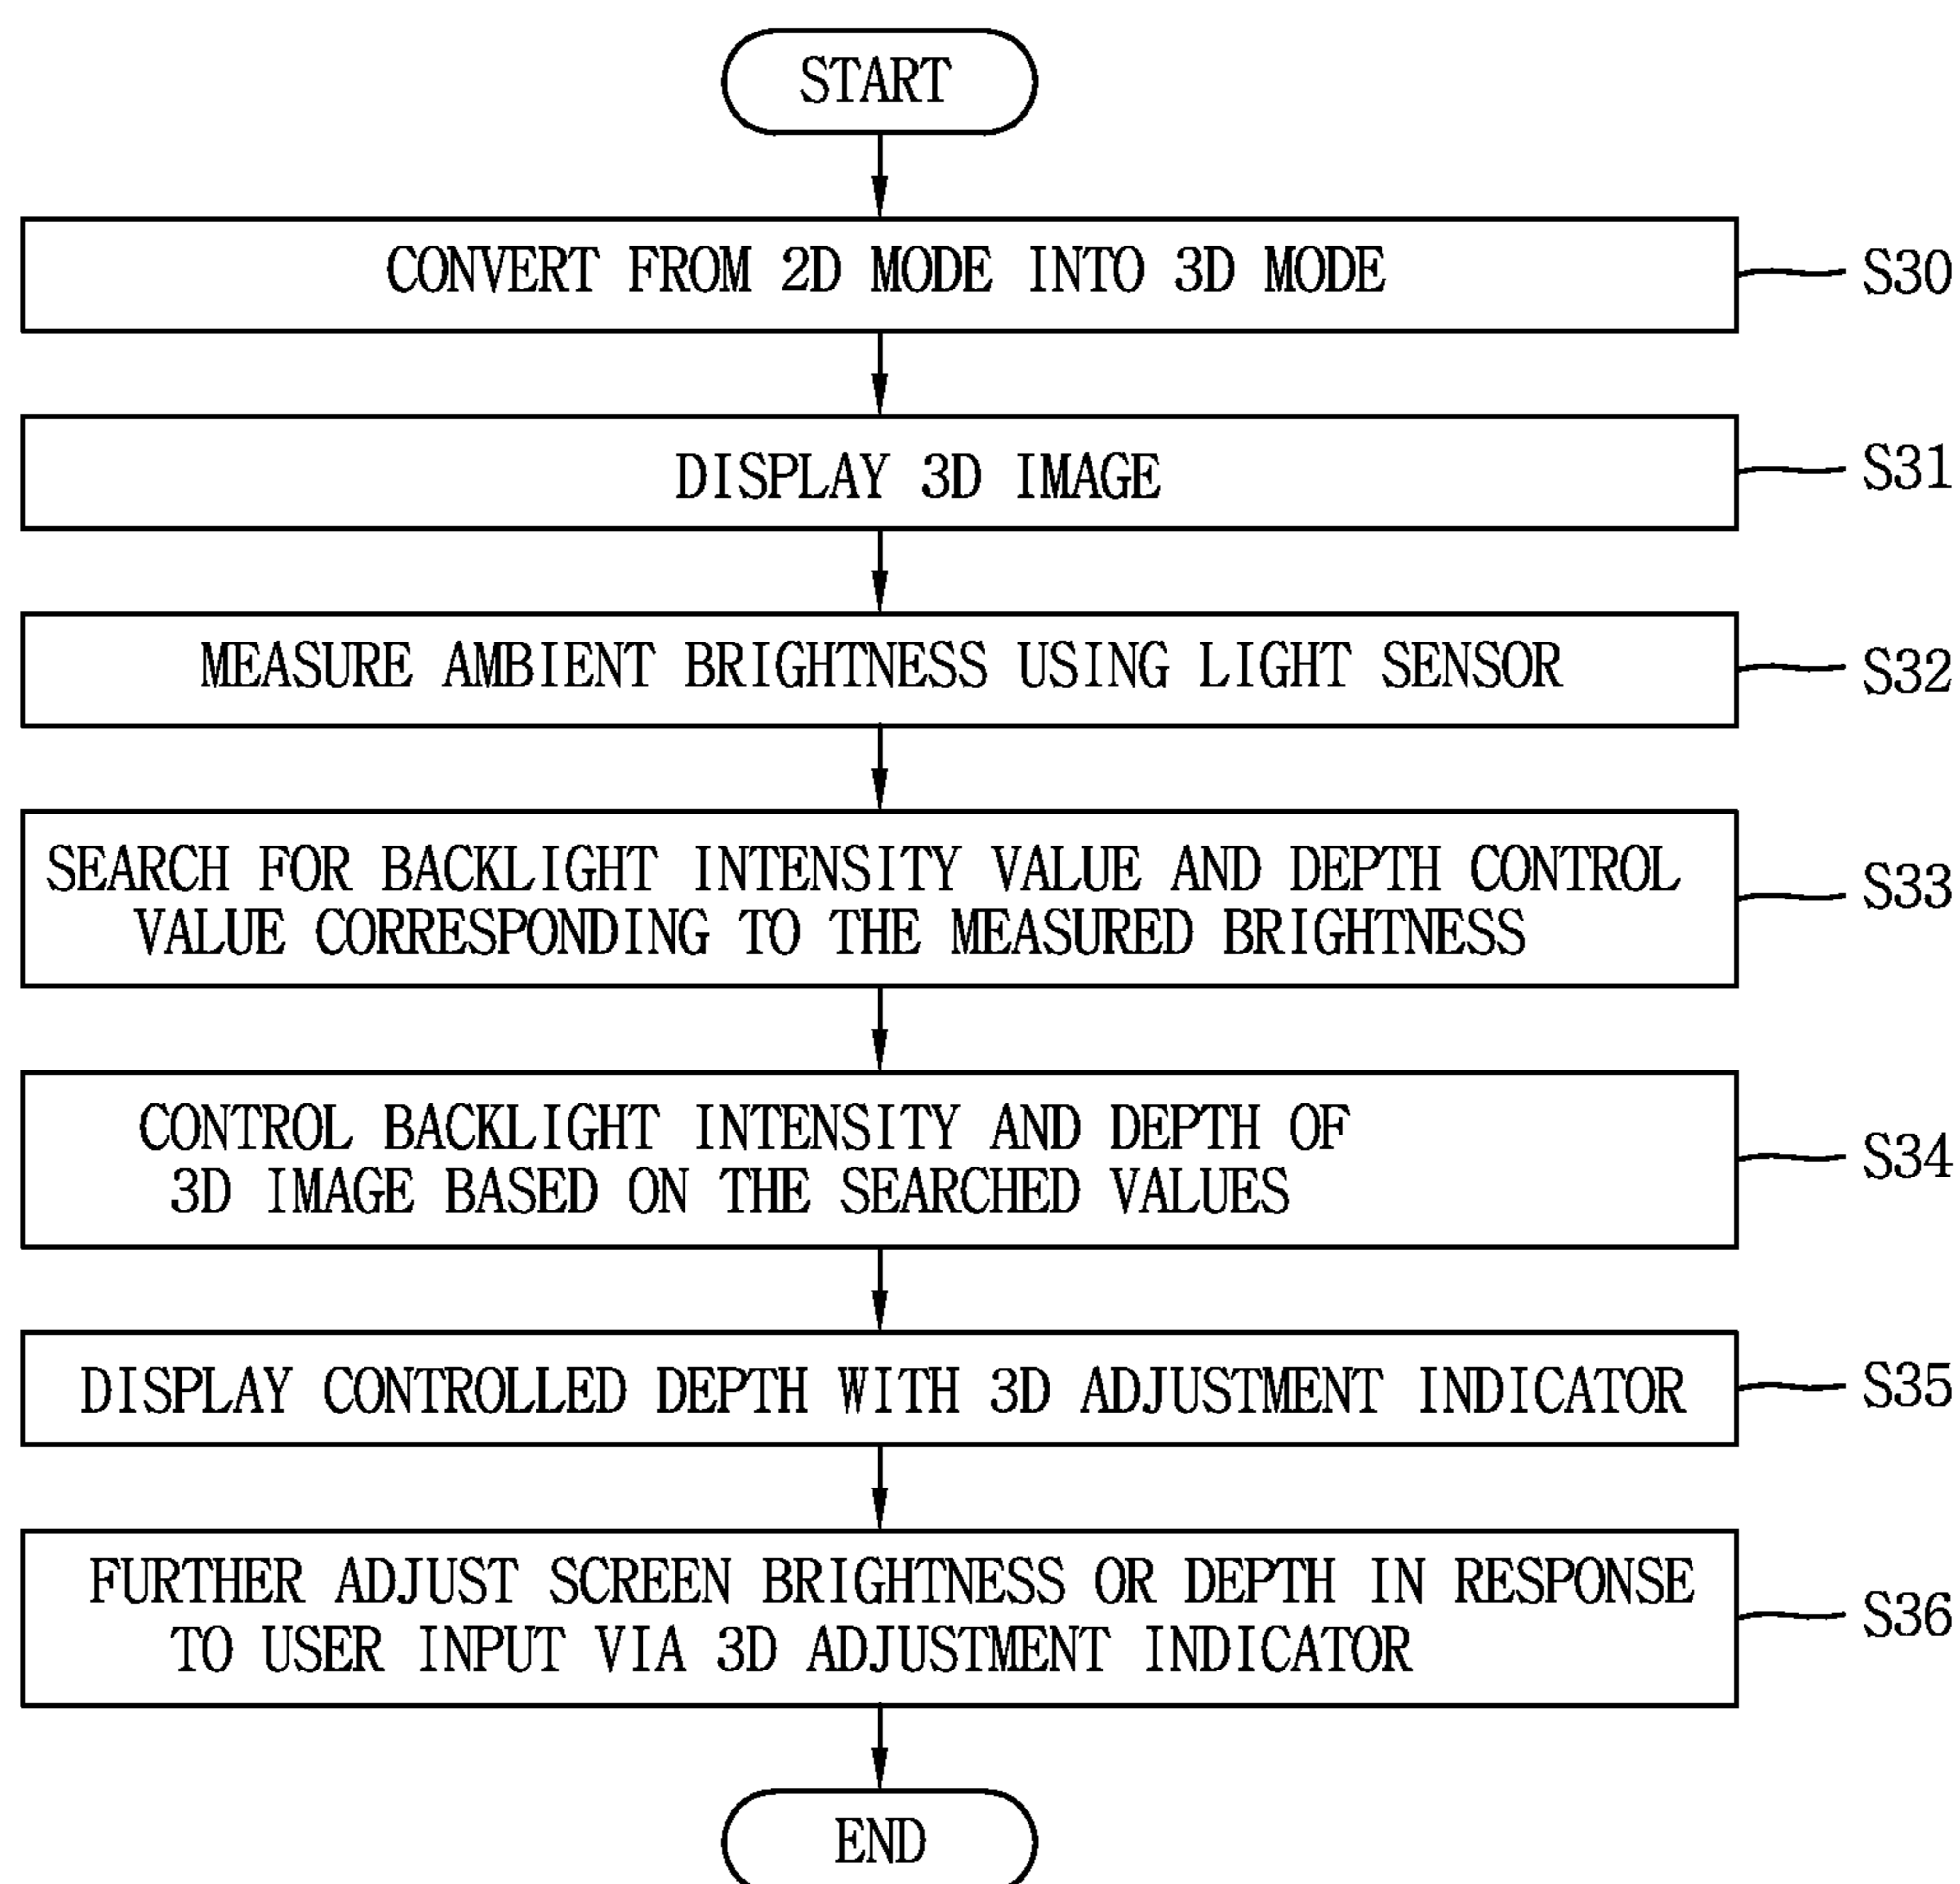 START
CONVERT FROM 2D MODE INTO 3D MODE
S30
DISPLAY 3D IMAGE
S31
MEASURE AMBIENT BRIGHTNESS USING LIGHT SENSOR
S32
SEARCH FOR BACKLIGHT INTENSITY VALUE AND DEPTH CONTROL
VALUE CORRESPONDING TO THE MEASURED BRIGHTNESS
S33
CONTROL BACKLIGHT INTENSITY AND DEPTH OF
3D IMAGE BASED ON THE SEARCHED VALUES
S34
DISPLAY CONTROLLED DEPTH WITH 3D ADJUSTMENT INDICATOR
S35
FURTHER ADJUST SCREEN BRIGHTNESS OR DEPTH IN RESPONSE
TO USER INPUT VIA 3D ADJUSTMENT INDICATOR
S36
END